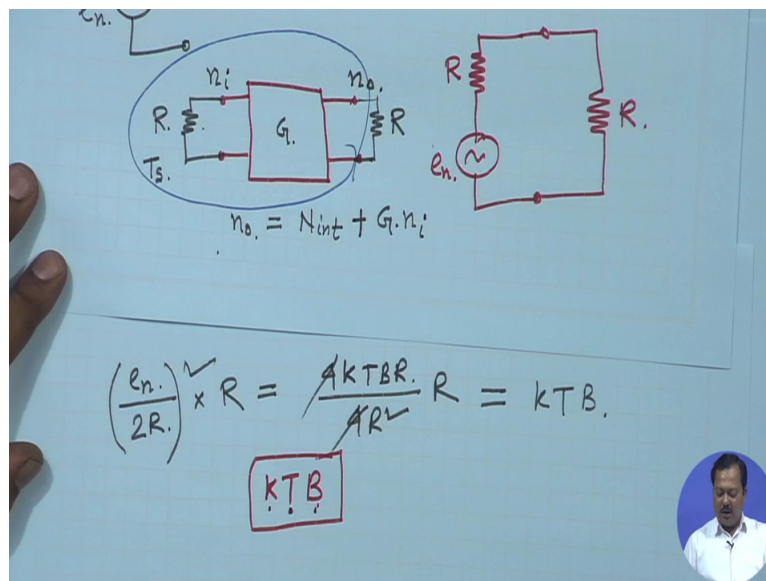 en.
ni
no.
R.
G.
R
Ts.
R
en.
R.
no. = Nint + G.ni
(en./2R.)² × R = 4KTBR./4R² R = KTB.
KTB